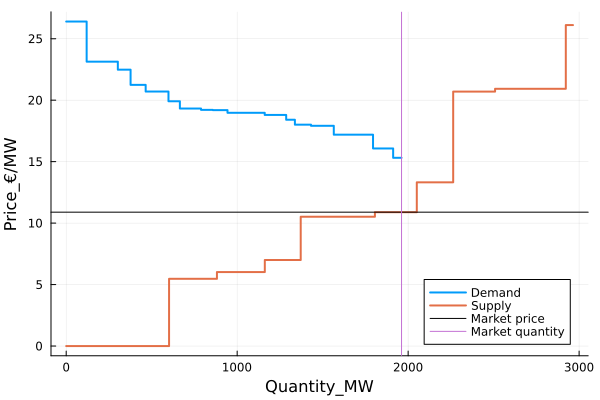 Price_€/MW
25
20
15
10
5
0
0
1000
2000
3000
Quantity_MW
Demand
Supply
Market price
Market quantity